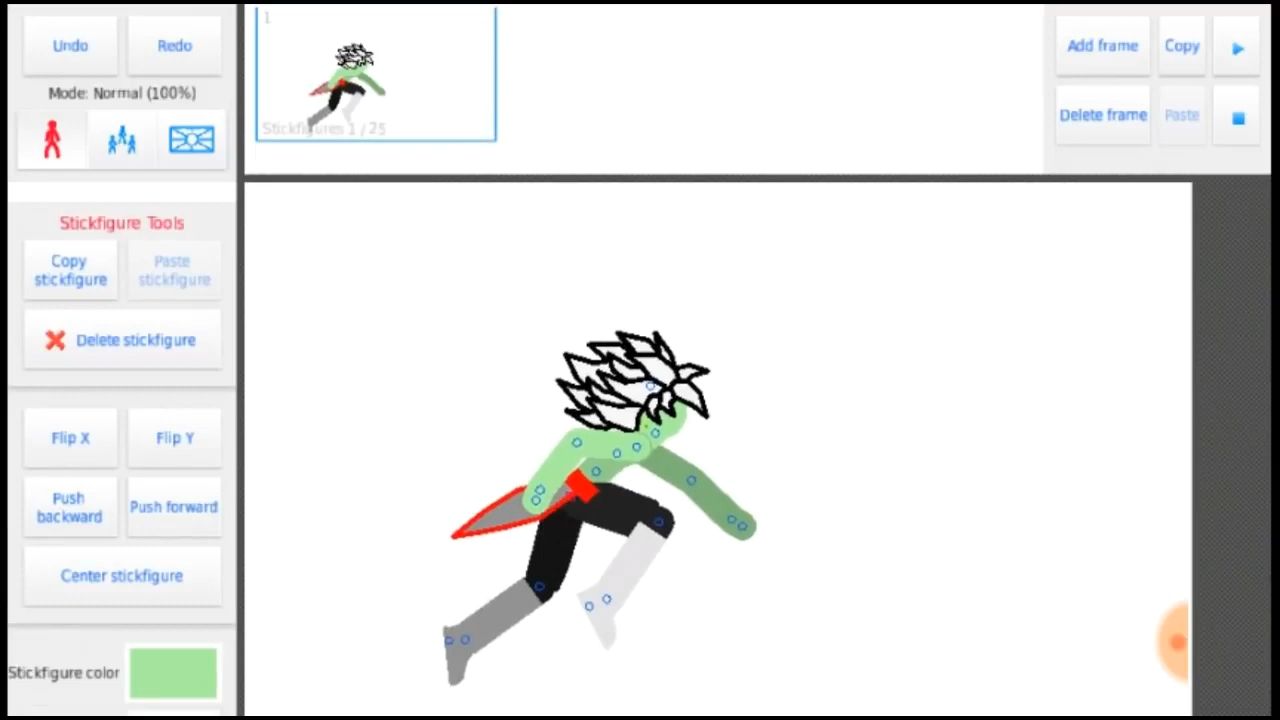 Undo
Redo
Mode: Normal (100%)
Stickfigure Tools
Copy stickfigure
Paste stickfigure
Delete stickfigure
Flip X
Flip Y
Push backward
Push forward
Center stickfigure
Stickfigure color
1
Stickfigures 1 / 25
Add frame
Copy
Delete frame
Paste